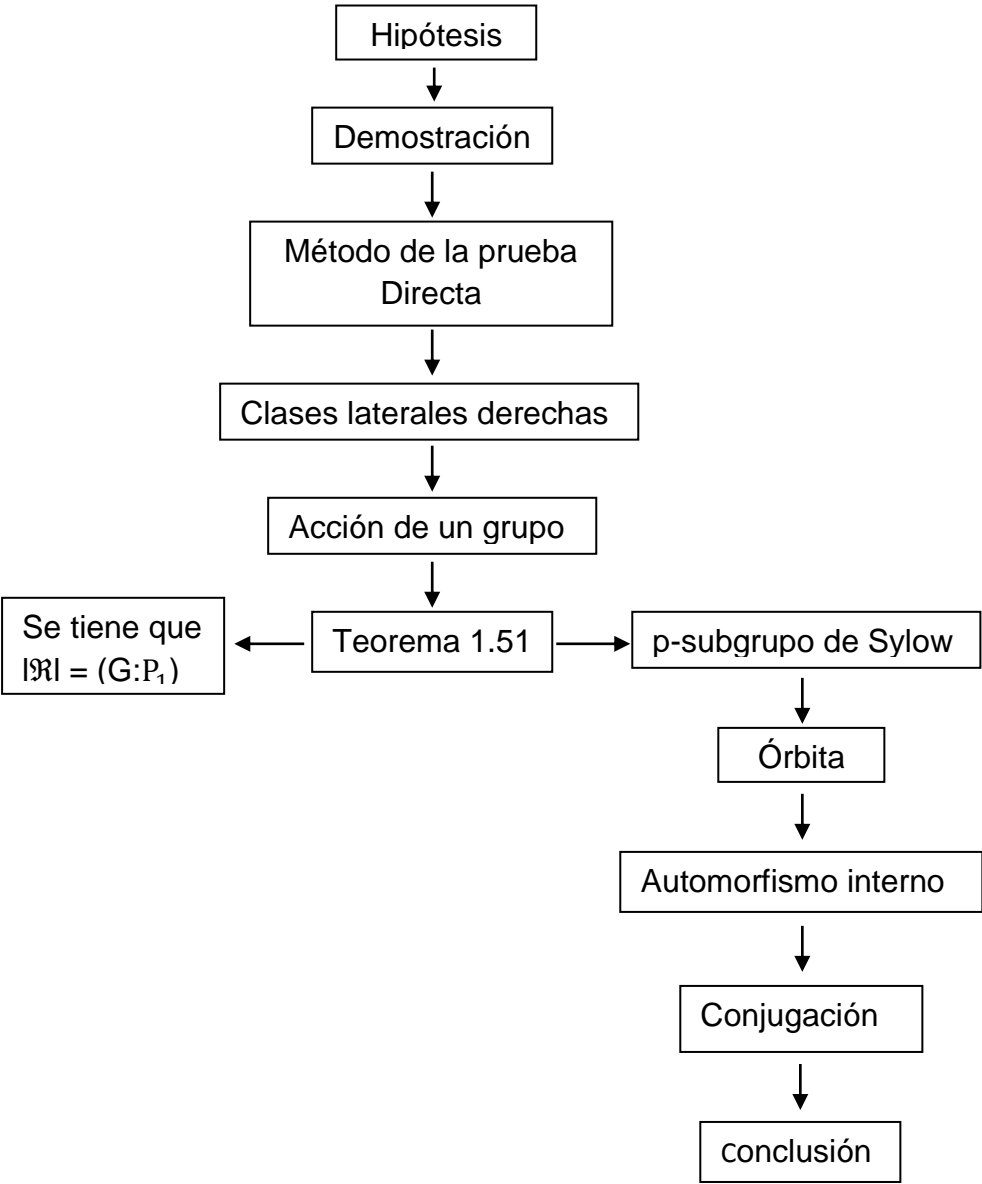 Hipótesis
Demostración
Método de la prueba
Directa
Clases laterales derechas
Acción de un grupo
Se tiene que
|ℜ| = (G:P₁)
Teorema 1.51
p-subgrupo de Sylow
Órbita
Automorfismo interno
Conjugación
conclusión